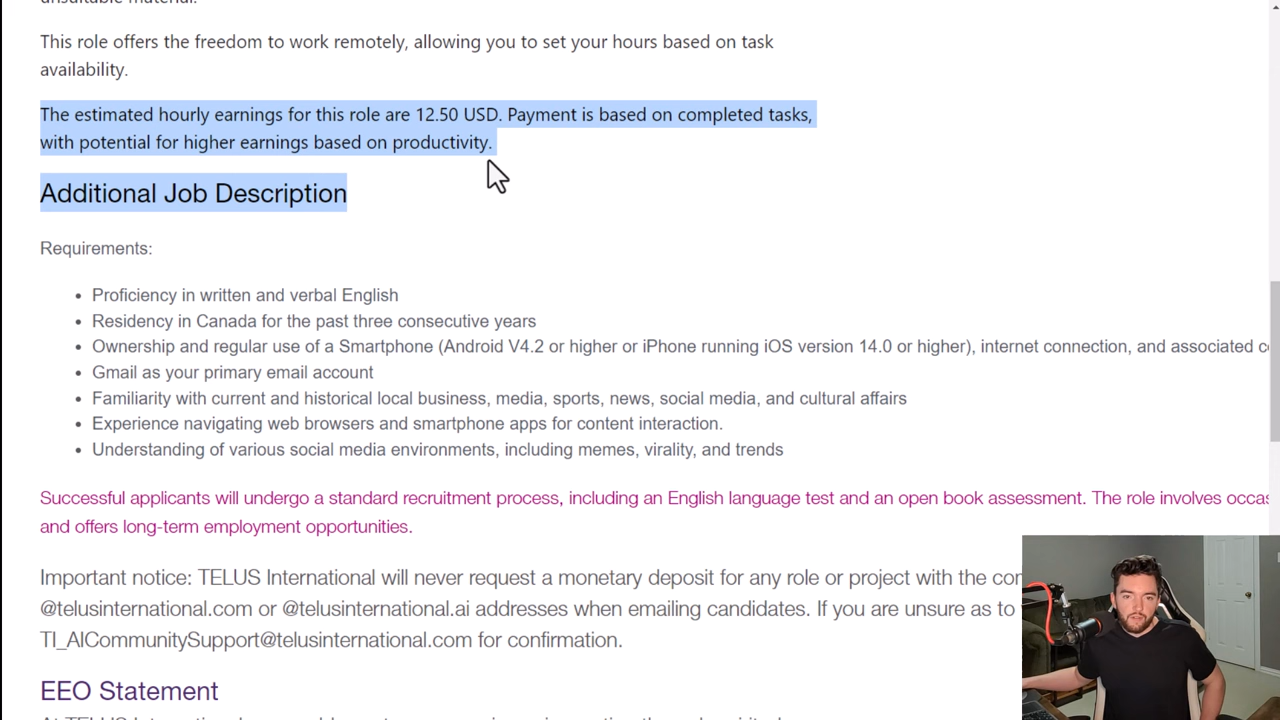 unsuitable material.
This role offers the freedom to work remotely, allowing you to set your hours based on task
availability.
The estimated hourly earnings for this role are 12.50 USD. Payment is based on completed tasks,
with potential for higher earnings based on productivity.
Additional Job Description
Requirements:
• Proficiency in written and verbal English
• Residency in Canada for the past three consecutive years
• Ownership and regular use of a Smartphone (Android V4.2 or higher or iPhone running iOS version 14.0 or higher), internet connection, and associated
• Gmail as your primary email account
• Familiarity with current and historical local business, media, sports, news, social media, and cultural affairs
• Experience navigating web browsers and smartphone apps for content interaction.
• Understanding of various social media environments, including memes, virality, and trends
Successful applicants will undergo a standard recruitment process, including an English language test and an open book assessment. The role involves
and offers long-term employment opportunities.
Important notice: TELUS International will never request a monetary deposit for any role or project with the
@telusinternational.com or @telusinternational.ai addresses when emailing candidates. If you are unsure as to
TI_AICommunitySupport@telusinternational.com for confirmation.
EEO Statement